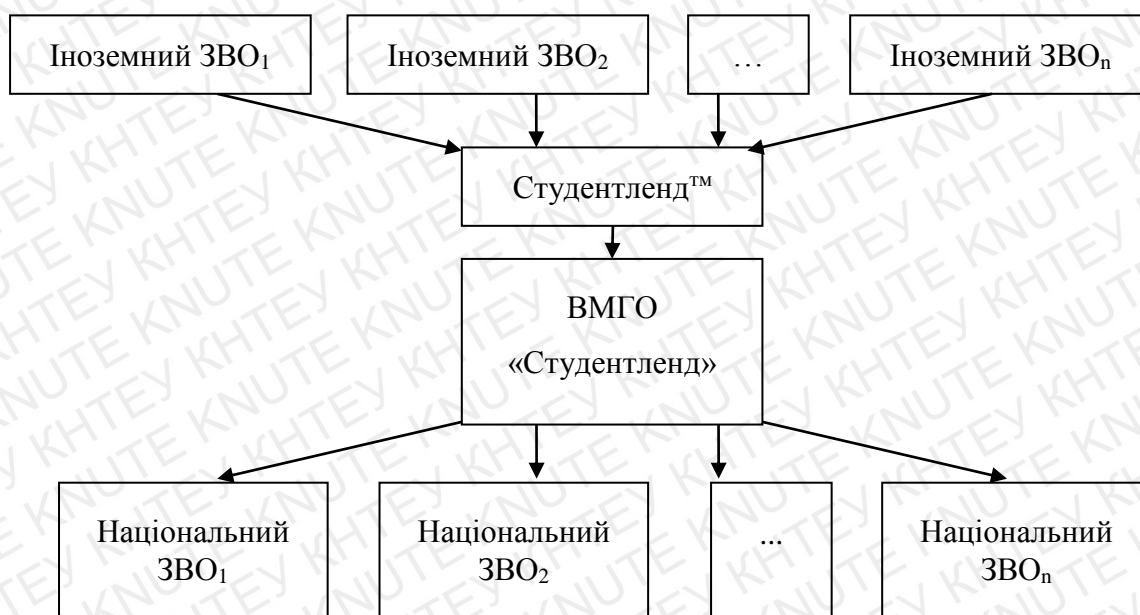 Іноземний ЗВО₁
Іноземний ЗВО₂
…
Іноземний ЗВОₙ
Студентленд™
ВМГО
«Студентленд»
Національний
ЗВО₁
Національний
ЗВО₂
...
Національний
ЗВОₙ